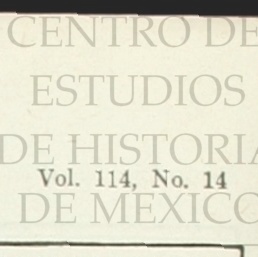 CENTRO DE
ESTUDIOS
DE HISTORIA
Vol. 114, No. 14
DE MEXICO